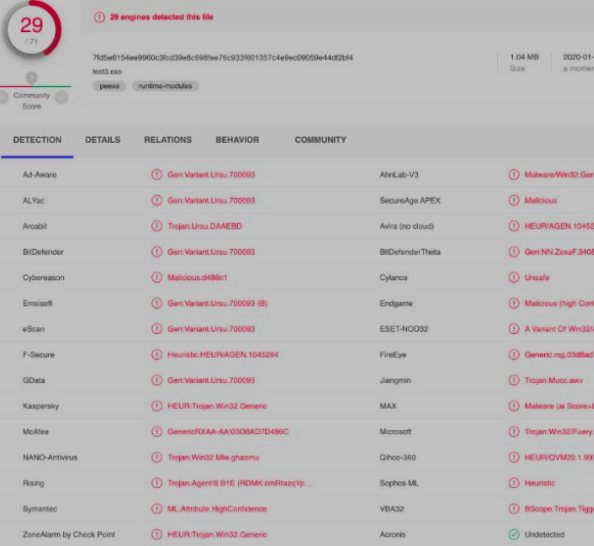 29
/ 71
29 engines detected this file
test3.exe
peexe runtime-modules
1.04 MB
Size
2020-01-
a momen
?
Community
Score
DETECTION DETAILS RELATIONS BEHAVIOR COMMUNITY
Ad-Aware Gen:Variant.Ursu.700093 AhnLab-V3 Malware/Win32.Gen
ALYac Gen:Variant.Ursu.700093 SecureAge APEX Malicious
Arcabit Trojan.Ursu.DAAEBD Avira (no cloud) HEUR/AGEN.10452
BitDefender Gen:Variant.Ursu.700093 BitDefenderTheta Gen:NN.ZexaF.3408
Cybereason Malicious.d486c1 Cylance Unsafe
Emsisoft Gen:Variant.Ursu.700093 (B) Endgame Malicious (high Conf
eScan Gen:Variant.Ursu.700093 ESET-NOD32 A Variant Of Win32/
F-Secure Heuristic.HEUR/AGEN.1045294 FireEye Generic.mg.03d8ad7
GData Gen:Variant.Ursu.700093 Jiangmin Trojan.Mucc.awv
Kaspersky HEUR:Trojan.Win32.Generic MAX Malware (ai Score=8
McAfee GenericRXAA-AA!03D8AD7D486C Microsoft Trojan:Win32/Fuery.
NANO-Antivirus Trojan.Win32.Mlw.ghaomu Qihoo-360 HEUR/QVM20.1.991
Rising Trojan.Agent!8.B1E (RDMK:cmRtazqYp... Sophos ML Heuristic
Symantec ML.Attribute.HighConfidence VBA32 BScope.Trojan.Tigg
ZoneAlarm by Check Point HEUR:Trojan.Win32.Generic Acronis Undetected